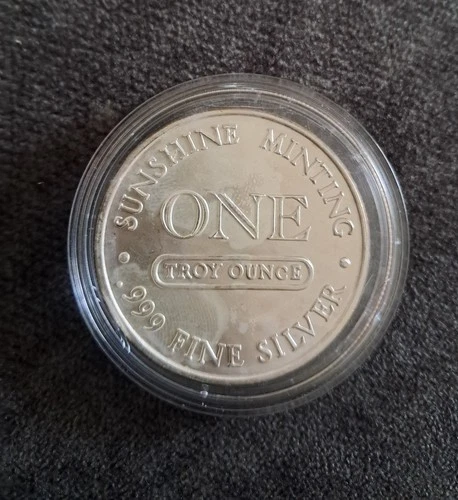 SUNSHINE MINTING
ONE
TROY OUNCE
.999 FINE SILVER